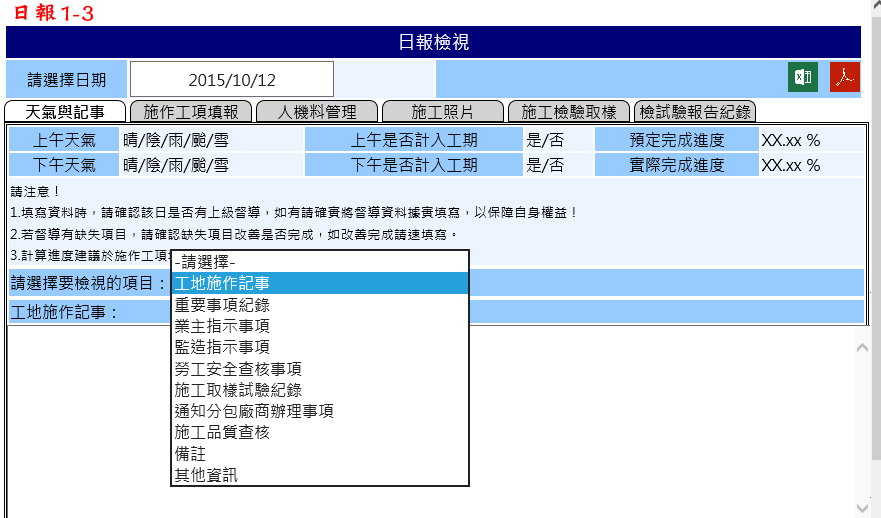 日報1-3
日報檢視
請選擇日期 2015/10/12
天氣與記事 施作工項填報 人機料管理 施工照片 施工檢驗取樣 檢試驗報告紀錄
上午天氣 晴/陰/雨/颱/雪 上午是否計入工期 是/否 預定完成進度 XX.xx %
下午天氣 晴/陰/雨/颱/雪 下午是否計入工期 是/否 實際完成進度 XX.xx %
請注意！
1.填寫資料時，請確認該日是否有上級督導，如有請確實將督導資料據實填寫，以保障自身權益！
2.若督導有缺失項目，請確認缺失項目改善是否完成，如改善完成請速填寫。
3.計算進度建議於施作工項
請選擇要檢視的項目：
-請選擇-
工地施作記事
重要事項紀錄
業主指示事項
監造指示事項
勞工安全查核事項
施工取樣試驗紀錄
通知分包廠商辦理事項
施工品質查核
備註
其他資訊
工地施作記事：